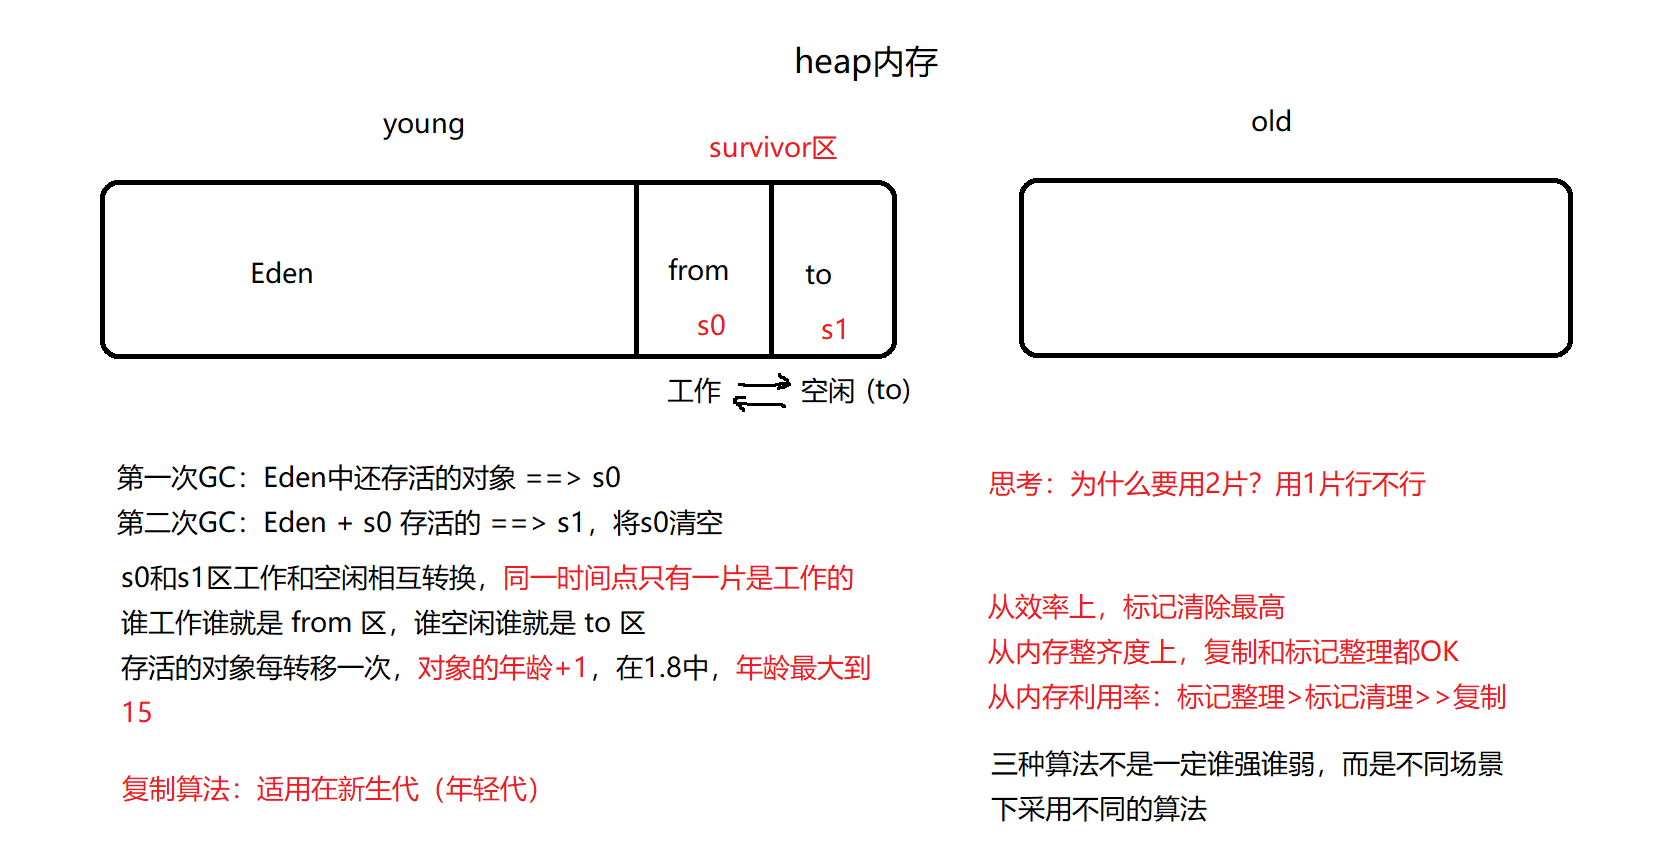 heap内存
young
old
survivor区
Eden
from
to
s0
s1
工作
空闲 (to)
第一次GC：Eden中还存活的对象 ==> s0
第二次GC：Eden + s0 存活的 ==> s1，将s0清空
s0和s1区工作和空闲相互转换，同一时间点只有一片是工作的
谁工作谁就是 from 区，谁空闲谁就是 to 区
存活的对象每转移一次，对象的年龄+1，在1.8中，年龄最大到
15
复制算法：适用在新生代（年轻代）
思考：为什么要用2片？用1片行不行
从效率上，标记清除最高
从内存整齐度上，复制和标记整理都OK
从内存利用率：标记整理>标记清理>>复制
三种算法不是一定谁强谁弱，而是不同场景
下采用不同的算法